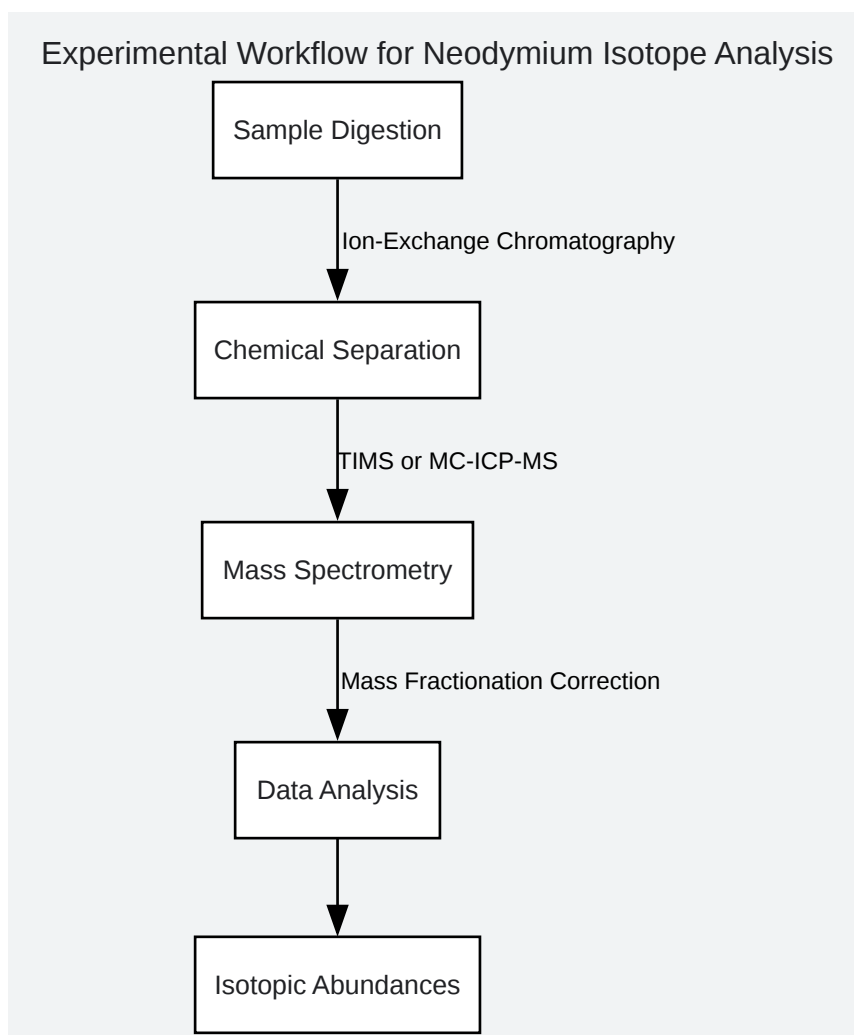 Experimental Workflow for Neodymium Isotope Analysis
Sample Digestion
Ion-Exchange Chromatography
Chemical Separation
TIMS or MC-ICP-MS
Mass Spectrometry
Mass Fractionation Correction
Data Analysis
Isotopic Abundances